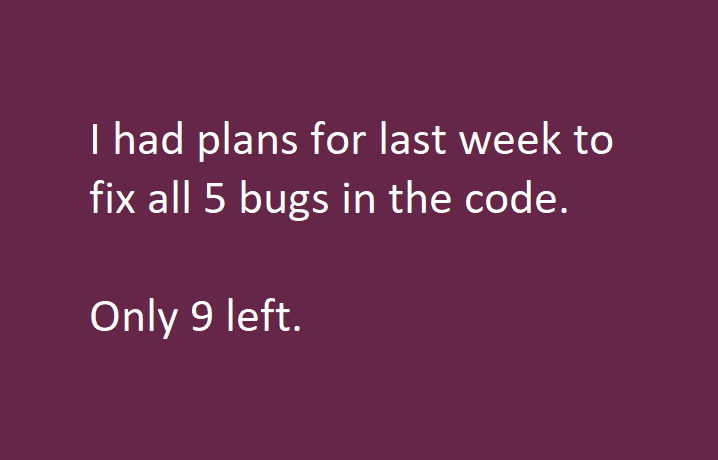 I had plans for last week to
fix all 5 bugs in the code.
Only 9 left.